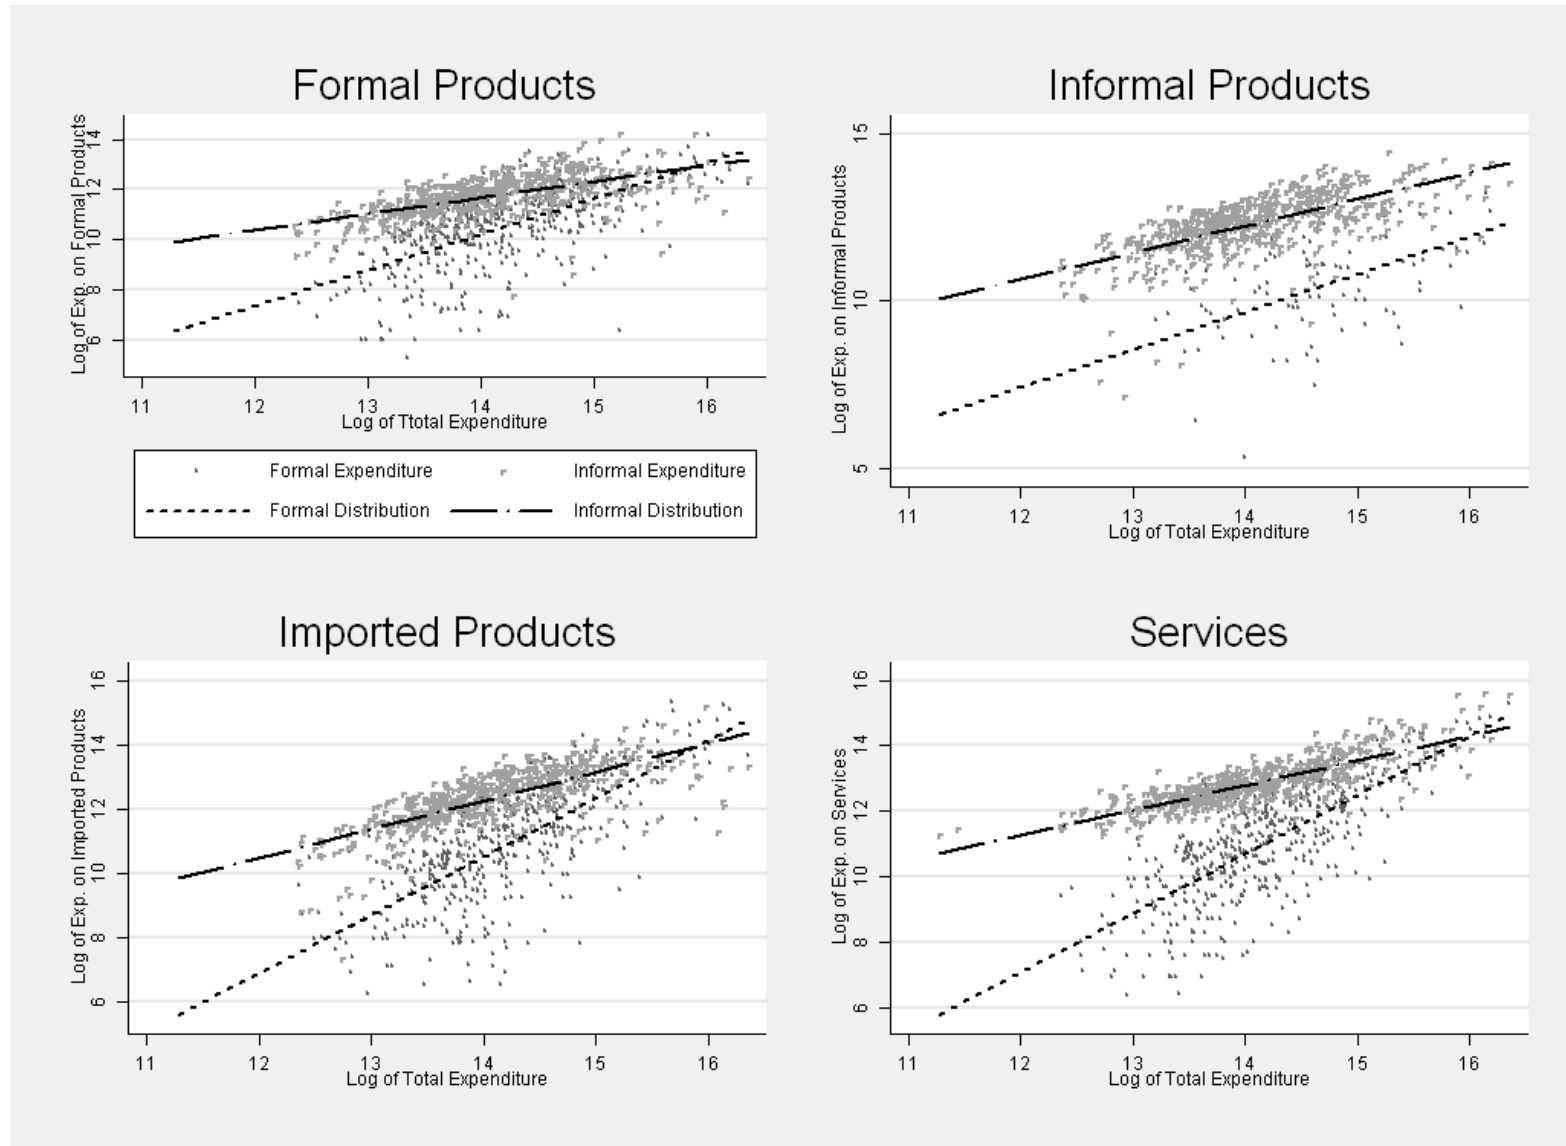 Formal Products
Log of Exp. on Formal Products
14
12
10
8
6
11 12 13 14 15 16
Log of Ttotal Expenditure
Formal Expenditure Informal Expenditure
Formal Distribution Informal Distribution
Informal Products
Log of Exp. on Informal Products
15
10
5
11 12 13 14 15 16
Log of Total Expenditure
Imported Products
Log of Exp. on Imported Products
16
14
12
10
8
6
11 12 13 14 15 16
Log of Total Expenditure
Services
Log of Exp. on Services
16
14
12
10
8
6
11 12 13 14 15 16
Log of Total Expenditure